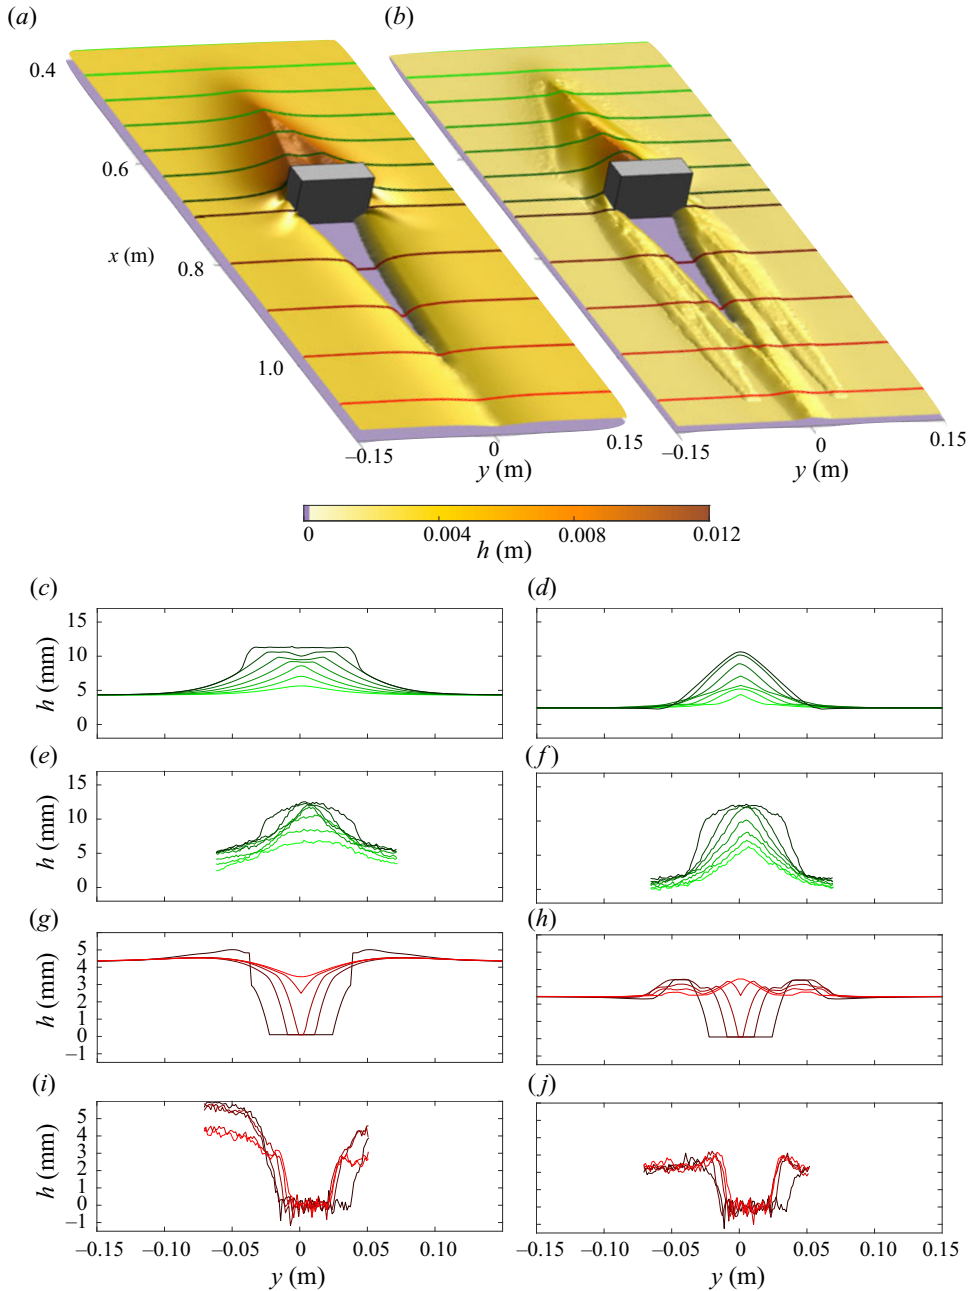 (a)
(b)
0.4
0.6
x (m)
0.8
1.0
–0.15
0
0.15
y (m)
–0.15
0
0.15
y (m)
0
0.004
0.008
0.012
h (m)
(c)
(d)
15
10
5
0
h (mm)
(e)
(f)
15
10
5
0
h (mm)
(g)
(h)
5
4
3
2
1
0
–1
h (mm)
(i)
(j)
5
4
3
2
1
0
–1
h (mm)
–0.15
–0.10
–0.05
0
0.05
0.10
–0.15
–0.10
–0.05
0
0.05
0.10
0.15
y (m)
y (m)